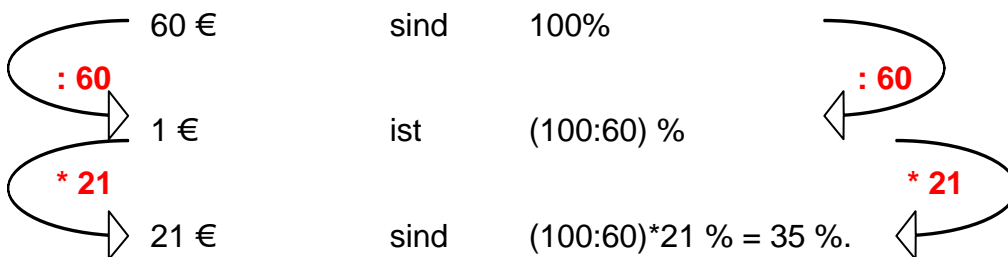 60 € sind 100%
: 60 : 60
1 € ist (100:60) %
* 21 * 21
21 € sind (100:60)*21 % = 35 %.